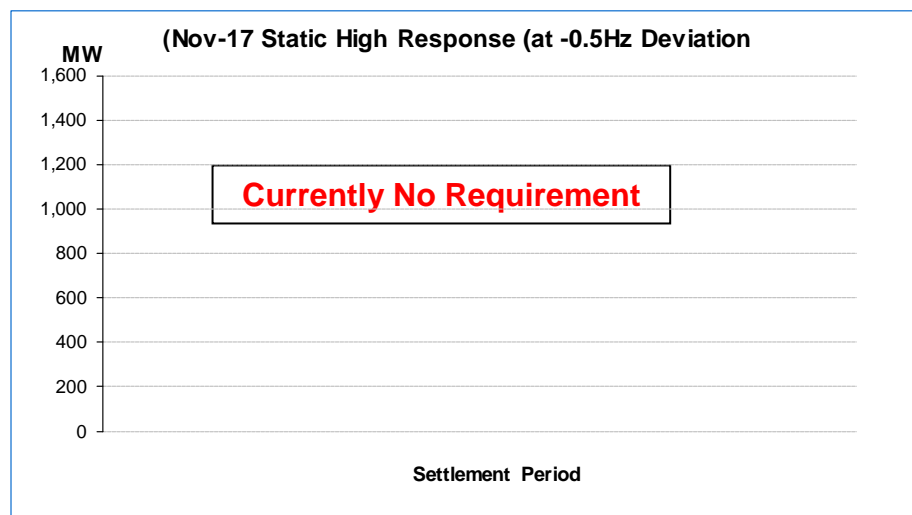 (Nov-17 Static High Response (at -0.5Hz Deviation
MW
1,600
1,400
1,200
Currently No Requirement
1,000
800
600
400
200
0
Settlement Period